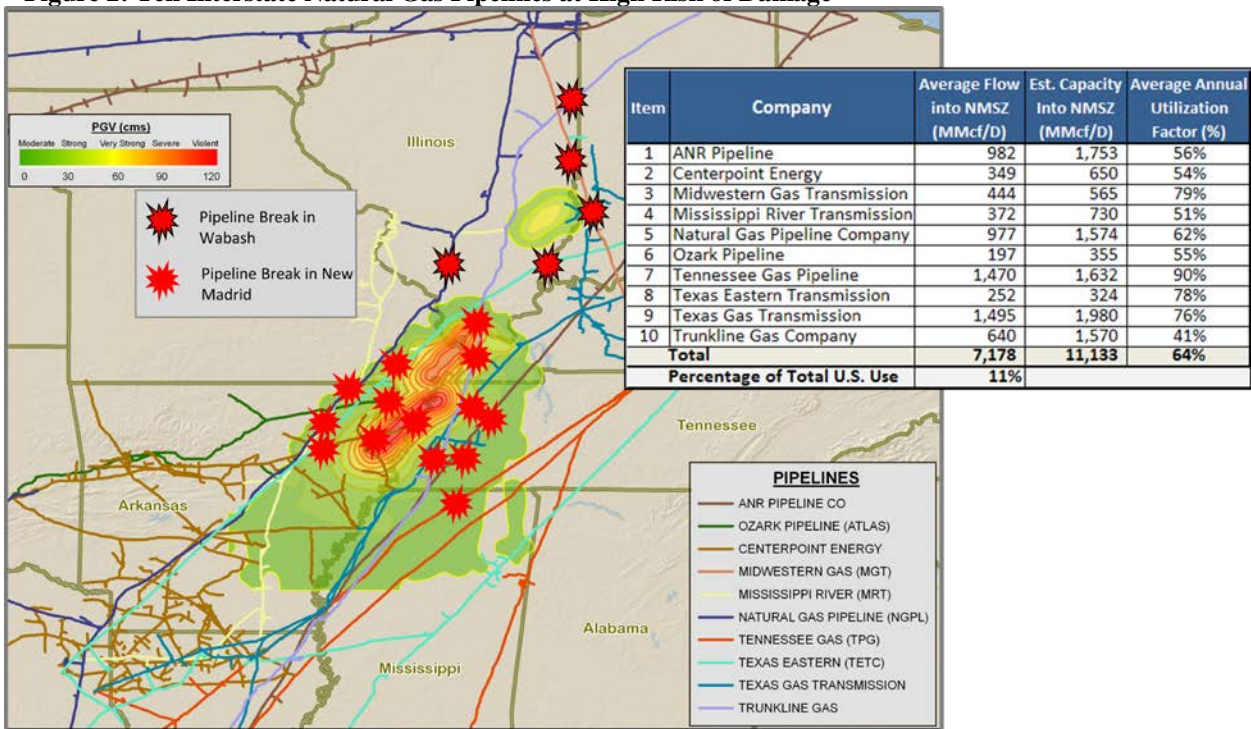 Figure 2: Ten Interstate Natural Gas Pipelines at High Risk of Damage
PGV (cms)
Moderate Strong Very Strong Severe Violent
0 30 60 90 120
Illinois
Pipeline Break in
Wabash
Pipeline Break in New
Madrid
Item Company Average Flow into NMSZ (MMcf/D) Est. Capacity Into NMSZ (MMcf/D) Average Annual Utilization Factor (%)
1 ANR Pipeline 982 1,753 56%
2 Centerpoint Energy 349 650 54%
3 Midwestern Gas Transmission 444 565 79%
4 Mississippi River Transmission 372 730 51%
5 Natural Gas Pipeline Company 977 1,574 62%
6 Ozark Pipeline 197 355 55%
7 Tennessee Gas Pipeline 1,470 1,632 90%
8 Texas Eastern Transmission 252 324 78%
9 Texas Gas Transmission 1,495 1,980 76%
10 Trunkline Gas Company 640 1,570 41%
Total 7,178 11,133 64%
Percentage of Total U.S. Use 11%
Tennessee
Arkansas
Alabama
Mississippi
PIPELINES
ANR PIPELINE CO
OZARK PIPELINE (ATLAS)
CENTERPOINT ENERGY
MIDWESTERN GAS (MGT)
MISSISSIPPI RIVER (MRT)
NATURAL GAS PIPELINE (NGPL)
TENNESSEE GAS (TPG)
TEXAS EASTERN (TETC)
TEXAS GAS TRANSMISSION
TRUNKLINE GAS